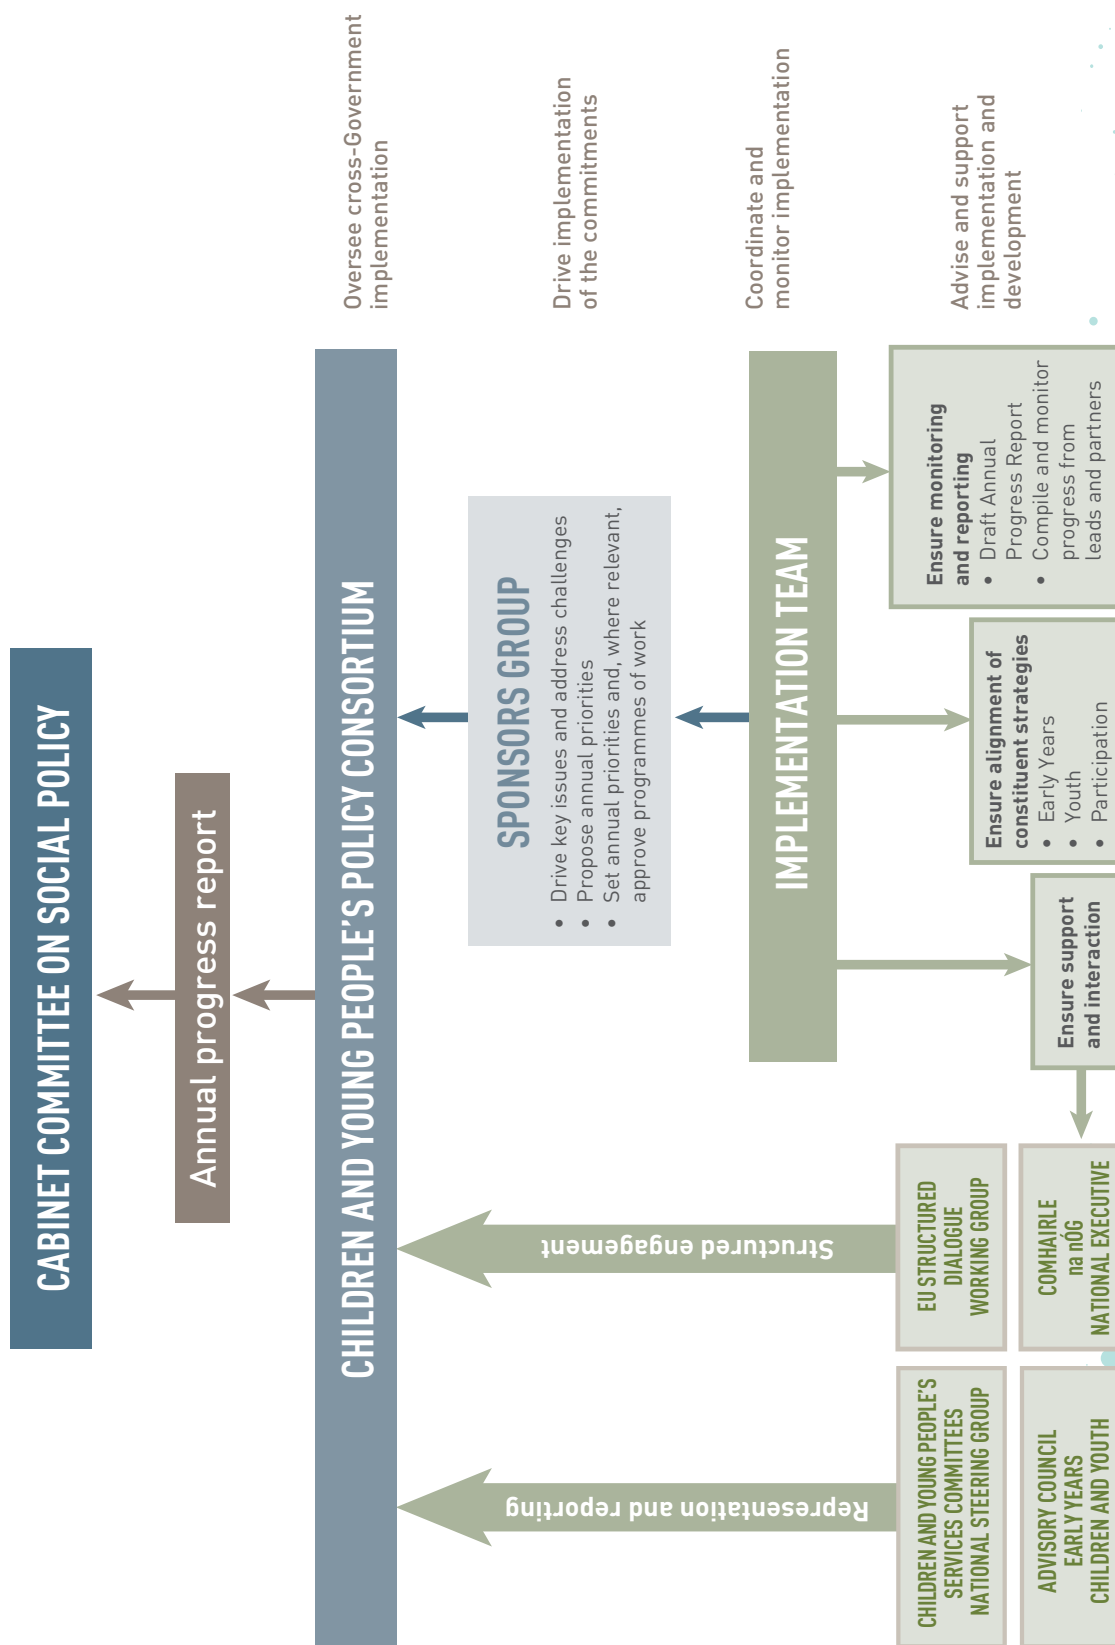 CABINET COMMITTEE ON SOCIAL POLICY
Annual progress report
CHILDREN AND YOUNG PEOPLE’S POLICY CONSORTIUM
Oversee cross-Government
implementation
Representation and reporting
Structured engagement
SPONSORS GROUP
• Drive key issues and address challenges
• Propose annual priorities
• Set annual priorities and, where relevant,
approve programmes of work
Drive implementation
of the commitments
IMPLEMENTATION TEAM
Coordinate and
monitor implementation
CHILDREN AND YOUNG PEOPLE’S
SERVICES COMMITTEES
NATIONAL STEERING GROUP
EU STRUCTURED
DIALOGUE
WORKING GROUP
ADVISORY COUNCIL
EARLY YEARS
CHILDREN AND YOUTH
COMHAIRLE
na nÓG
NATIONAL EXECUTIVE
Ensure support
and interaction
Ensure alignment of
constituent strategies
• Early Years
• Youth
• Participation
Ensure monitoring
and reporting
• Draft Annual
Progress Report
• Compile and monitor
progress from
leads and partners
Advise and support
implementation and
development